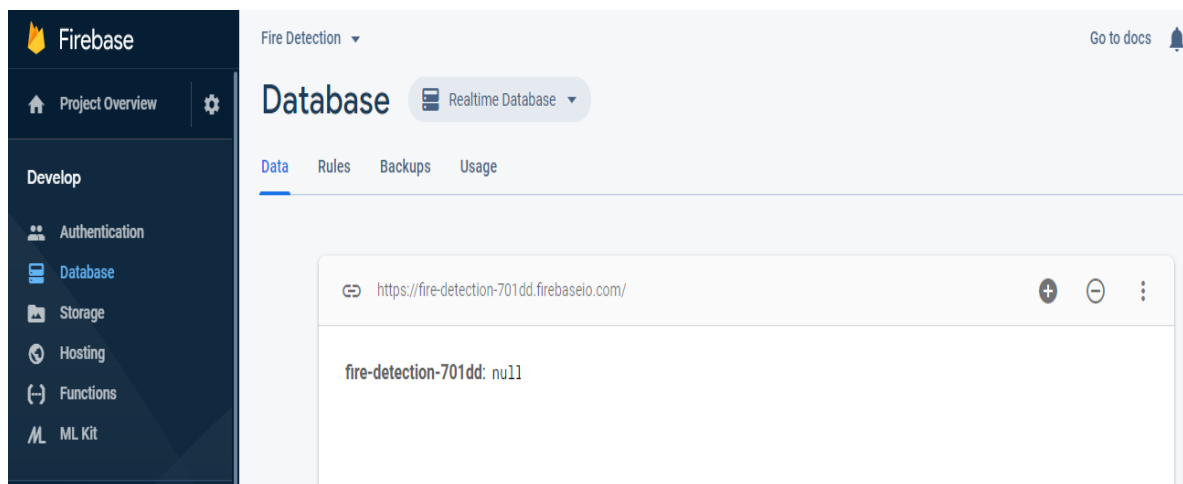 Firebase
Project Overview
Develop
Authentication
Database
Storage
Hosting
Functions
ML Kit
Fire Detection
Go to docs
Database
Realtime Database
Data Rules Backups Usage
https://fire-detection-701dd.firebaseio.com/
fire-detection-701dd: null